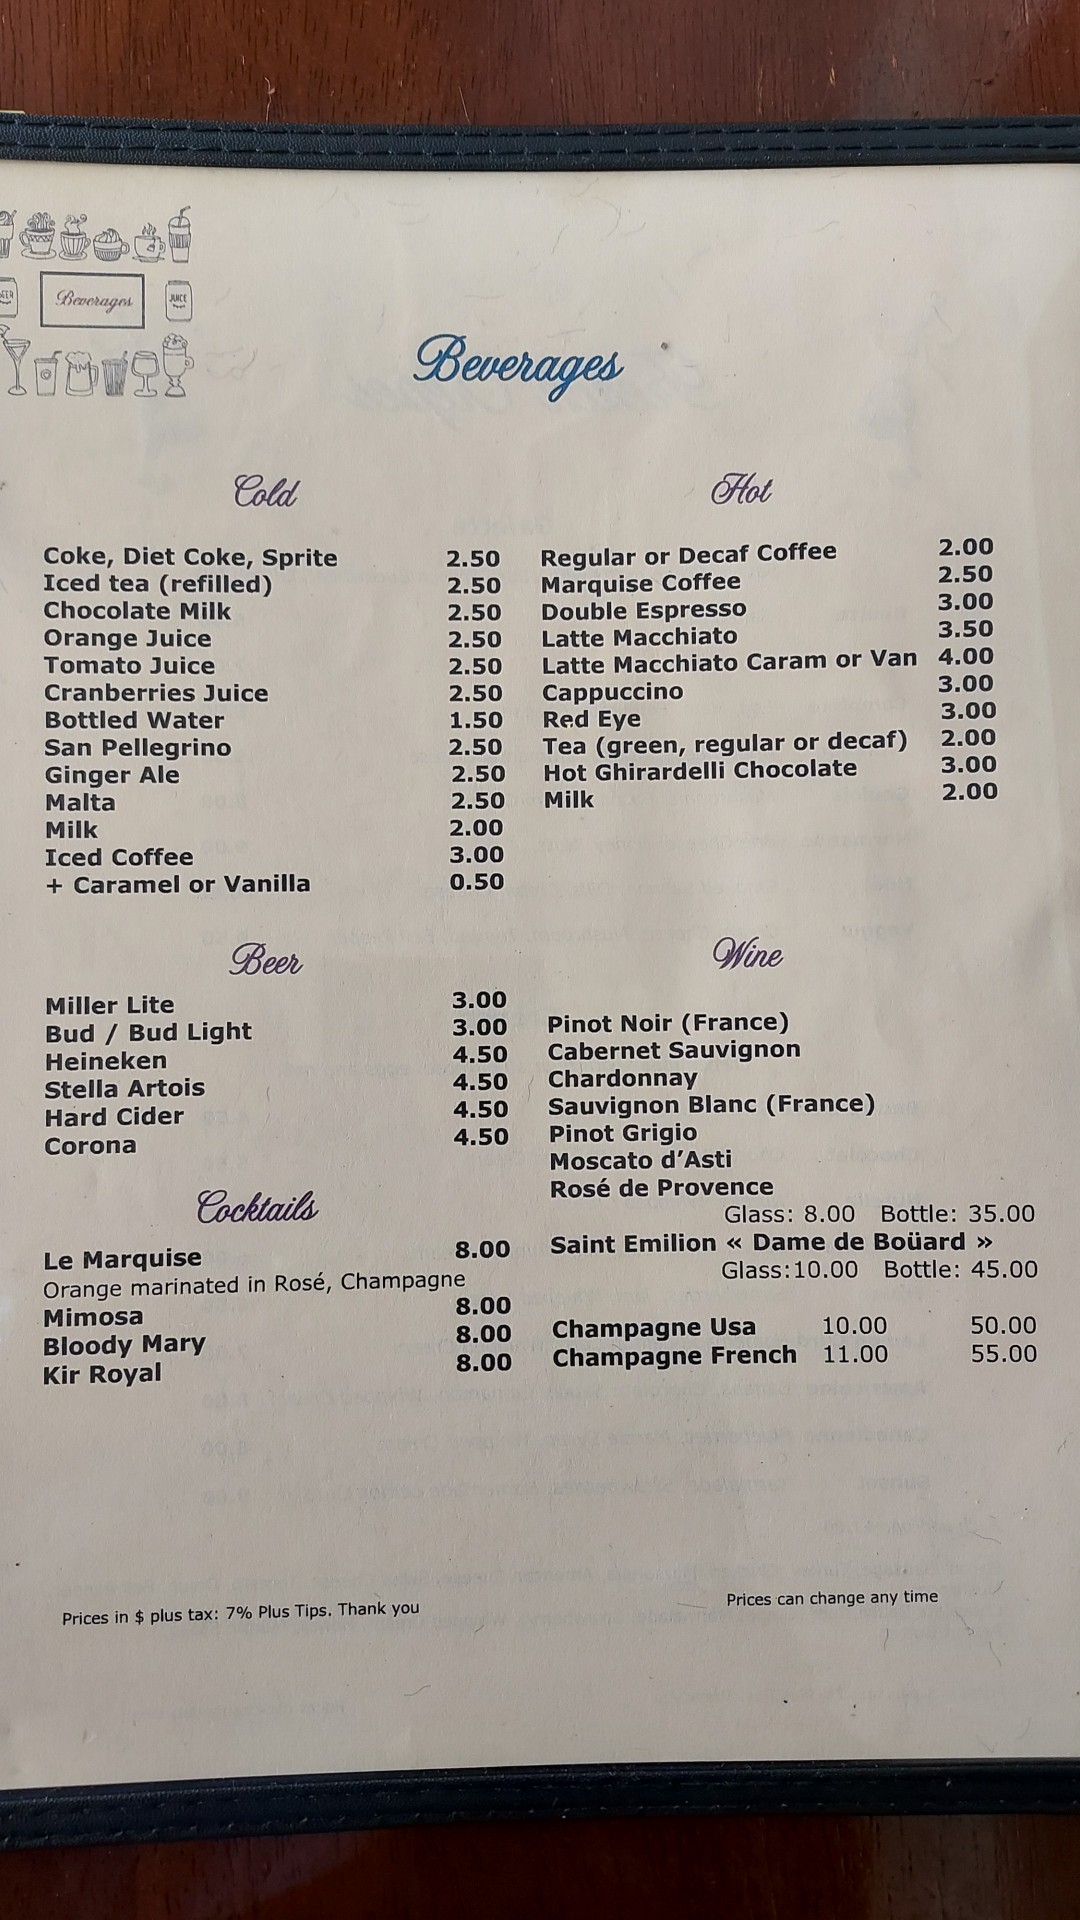 BEER
Beverages
JUICE
Beverages
Cold
Coke, Diet Coke, Sprite 2.50
Iced tea (refilled) 2.50
Chocolate Milk 2.50
Orange Juice 2.50
Tomato Juice 2.50
Cranberries Juice 2.50
Bottled Water 1.50
San Pellegrino 2.50
Ginger Ale 2.50
Malta 2.50
Milk 2.00
Iced Coffee 3.00
+ Caramel or Vanilla 0.50
Hot
Regular or Decaf Coffee 2.00
Marquise Coffee 2.50
Double Espresso 3.00
Latte Macchiato 3.50
Latte Macchiato Caram or Van 4.00
Cappuccino 3.00
Red Eye 3.00
Tea (green, regular or decaf) 2.00
Hot Ghirardelli Chocolate 3.00
Milk 2.00
Beer
Miller Lite 3.00
Bud / Bud Light 3.00
Heineken 4.50
Stella Artois 4.50
Hard Cider 4.50
Corona 4.50
Cocktails
Le Marquise 8.00
Orange marinated in Rosé, Champagne
Mimosa 8.00
Bloody Mary 8.00
Kir Royal 8.00
Wine
Pinot Noir (France)
Cabernet Sauvignon
Chardonnay
Sauvignon Blanc (France)
Pinot Grigio
Moscato d’Asti
Rosé de Provence
Glass: 8.00 Bottle: 35.00
Saint Emilion « Dame de Boüard »
Glass:10.00 Bottle: 45.00
Champagne Usa 10.00 50.00
Champagne French 11.00 55.00
Prices in $ plus tax: 7% Plus Tips. Thank you
Prices can change any time